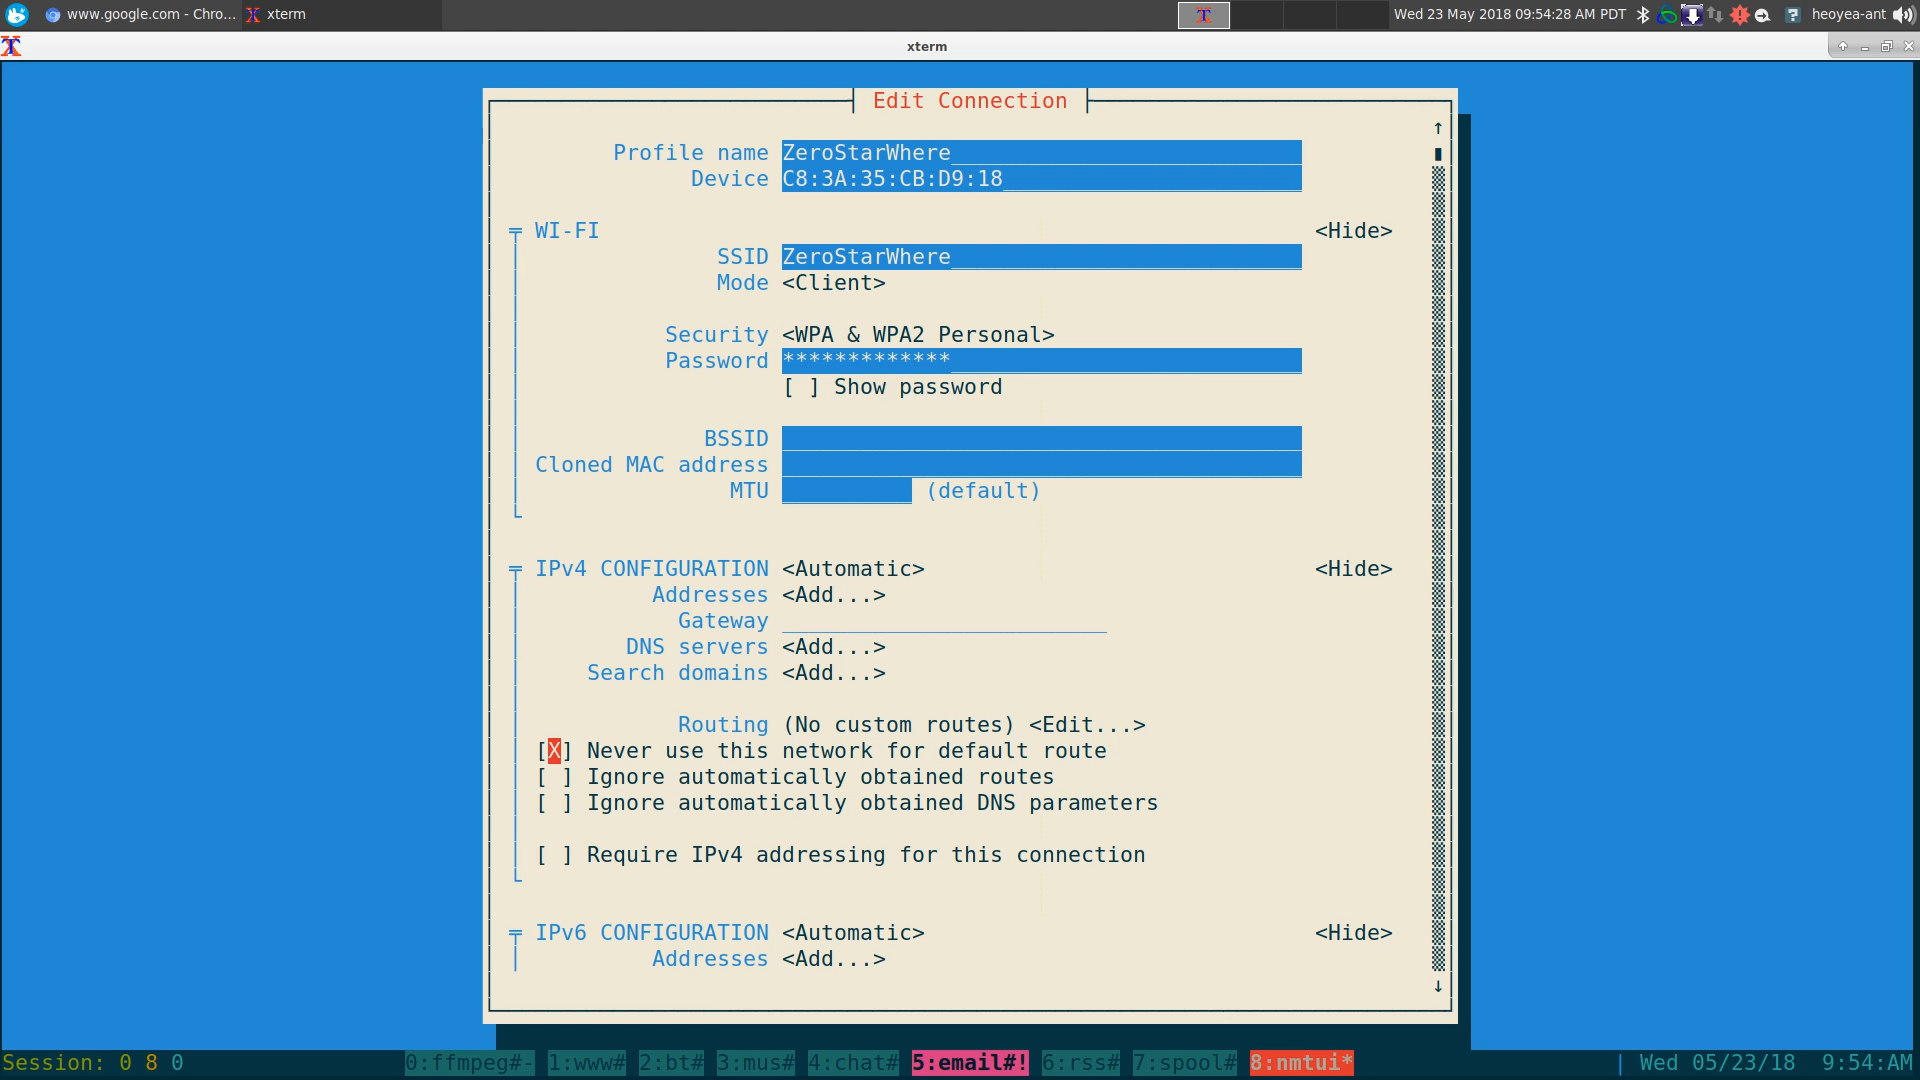 www.google.com - Chro...
xterm
Wed 23 May 2018 09:54:28 AM PDT
heoyea-ant
xterm
Edit Connection
Profile name ZeroStarWhere
Device C8:3A:35:CB:D9:18
WI-FI <Hide>
SSID ZeroStarWhere
Mode <Client>
Security <WPA & WPA2 Personal>
Password *************
[ ] Show password
BSSID
Cloned MAC address
MTU (default)
IPv4 CONFIGURATION <Automatic> <Hide>
Addresses <Add...>
Gateway _________________________
DNS servers <Add...>
Search domains <Add...>
Routing (No custom routes) <Edit...>
[X] Never use this network for default route
[ ] Ignore automatically obtained routes
[ ] Ignore automatically obtained DNS parameters
[ ] Require IPv4 addressing for this connection
IPv6 CONFIGURATION <Automatic> <Hide>
Addresses <Add...>
Session: 0 8 0 0:ffmpeg#- 1:www# 2:bt# 3:mus# 4:chat# 5:email#! 6:rss# 7:spool# 8:nmtui* | Wed 05/23/18 9:54:AM